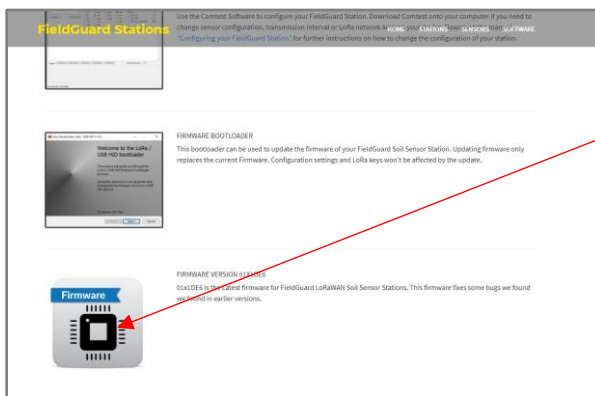 Use the Comtest Software to configure your FieldGuard Station. Download Comtest onto your computer if you need to
FieldGuard Stations
change sensor configuration, transmission interval or LoRa network
HOME STATIONS SENSORS SOFTWARE
"Configuring your FieldGuard Station" for further instructions on how to change the configuration of your station.
FIRMWARE BOOTLOADER
This bootloader can be used to update the firmware of your FieldGuard Soil Sensor Station. Updating firmware only
replaces the current Firmware. Configuration settings and LoRa keys won't be affected by the update.
Welcome to the LoRa /
USB H2D bootloader
FIRMWARE VERSION 01X1DE6
01x1DE6 is the Latest firmware for FieldGuard LoRaWAN Soil Sensor Stations. This firmware fixes some bugs we found
we found in earlier versions.
Firmware